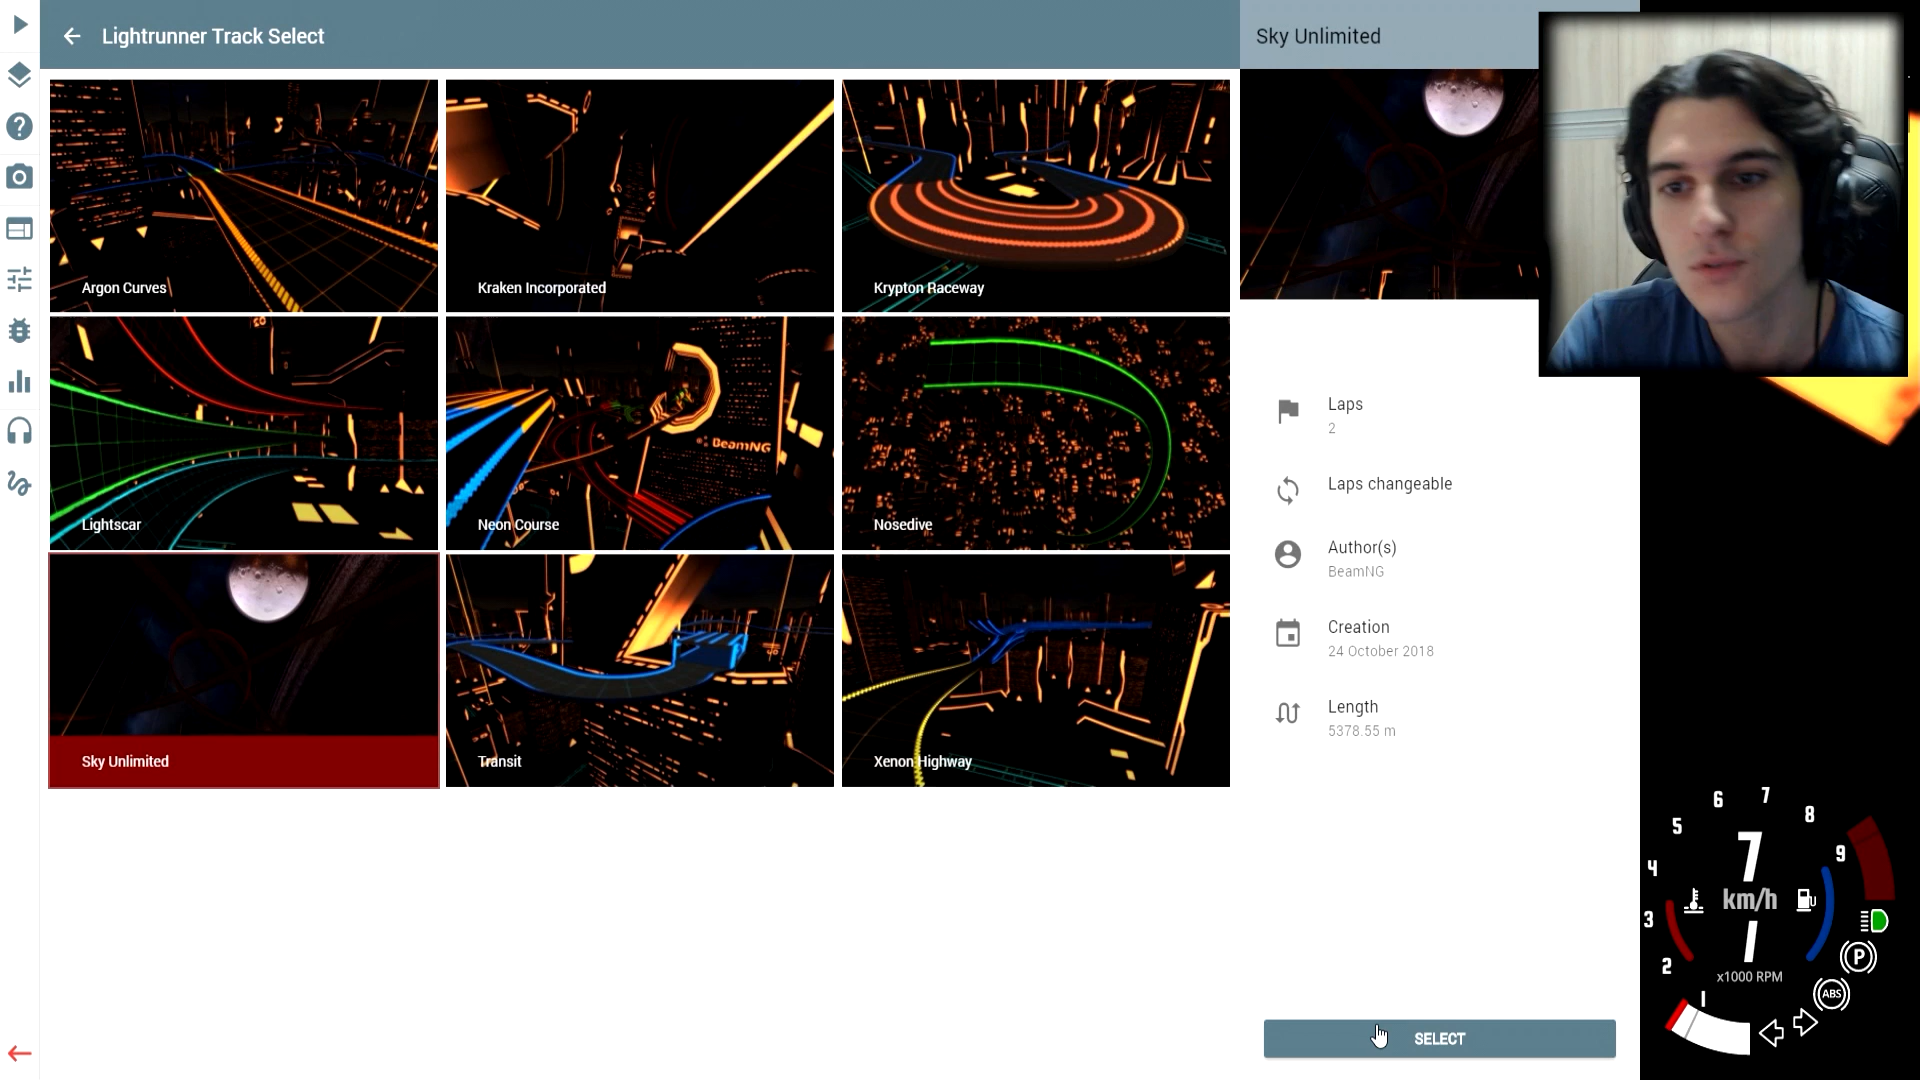 Lightrunner Track Select
Sky Unlimited
Argon Curves
Kraken Incorporated
Krypton Raceway
BeamNG
Lightscar
Neon Course
Nosedive
Sky Unlimited
Transit
Xenon Highway
Laps
2
Laps changeable
Author(s)
BeamNG
Creation
24 October 2018
Length
5378.55 m
SELECT
6
7
8
5
9
4
3
2
7
km/h
1
x1000 RPM
P
ABS